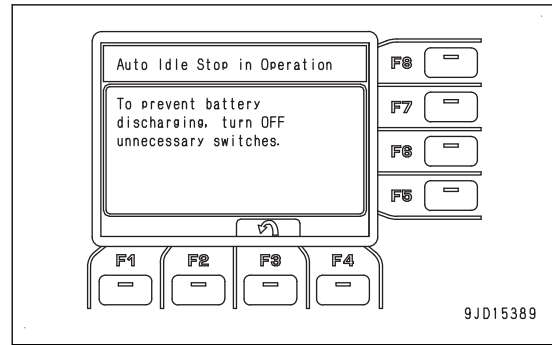 Auto Idle Stop in Operation
To prevent battery
discharging, turn OFF
unnecessary switches.
F8
F7
F6
F5
F1
F2
F3
F4
9JD15389